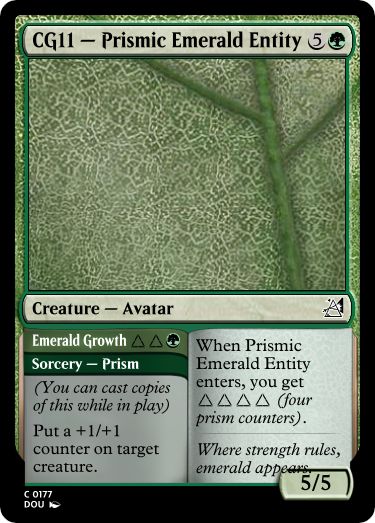 CG11 — Prismic Emerald Entity 5
Creature — Avatar
Emerald Growth △ △
Sorcery — Prism
(You can cast copies
of this while in play)
Put a +1/+1
counter on target
creature.
When Prismic
Emerald Entity
enters, you get
△ △ △ △ (four
prism counters).
Where strength rules,
emerald appears.
5/5
C 0177
DOU